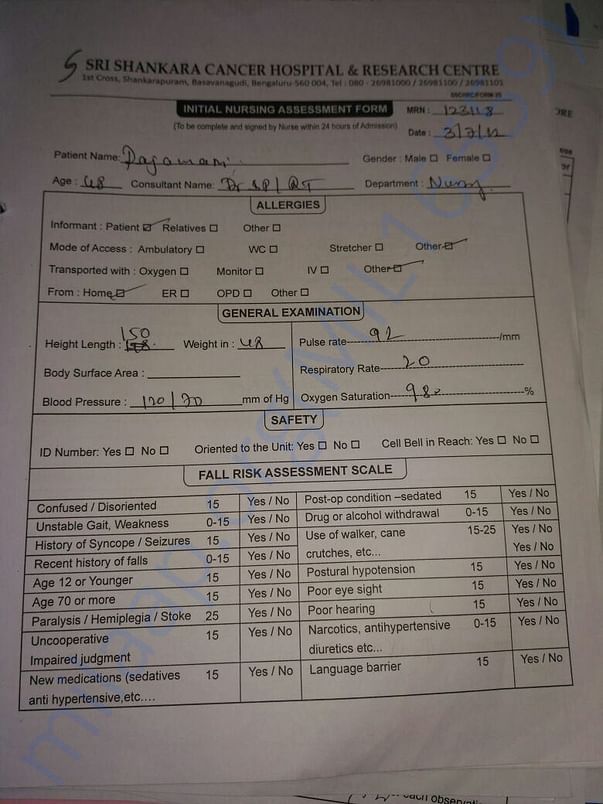 SRI SHANKARA CANCER HOSPITAL & RESEARCH CENTRE
1st Cross, Shankarapuram, Basavanagudi, Bengaluru-560 004, Tel : 080 - 26981000 / 26981100 / 26981101
SSCHRC/FORM-25
INITIAL NURSING ASSESSMENT FORM MRN :
(To be complete and signed by Nurse within 24 hours of Admission) Date :
Patient Name: Gender : Male ☐ Female ☐
Age : 48 Consultant Name: Dr Department :
ALLERGIES
Informant : Patient ☑ Relatives ☐ Other ☐
Mode of Access : Ambulatory ☐ WC ☐ Stretcher ☐ Other ☑
Transported with : Oxygen ☐ Monitor ☐ IV ☐ Other ☑
From : Home ☑ ER ☐ OPD ☐ Other ☐
GENERAL EXAMINATION
Height Length : 150 Weight in : 48 Pulse rate 92 /mm
Body Surface Area : Respiratory Rate 20
Blood Pressure : mm of Hg Oxygen Saturation %
SAFETY
ID Number: Yes ☐ No ☐ Oriented to the Unit: Yes ☐ No ☐ Cell Bell in Reach: Yes ☐ No ☐
FALL RISK ASSESSMENT SCALE
Confused / Disoriented 15 Yes / No Post-op condition –sedated 15 Yes / No
Unstable Gait, Weakness 0-15 Yes / No Drug or alcohol withdrawal 0-15 Yes / No
History of Syncope / Seizures 15 Yes / No Use of walker, cane 15-25 Yes / No
Recent history of falls 0-15 Yes / No crutches, etc... Yes / No
Age 12 or Younger 15 Yes / No Postural hypotension 15 Yes / No
Age 70 or more 15 Yes / No Poor eye sight 15 Yes / No
Paralysis / Hemiplegia / Stoke 25 Yes / No Poor hearing 15 Yes / No
Uncooperative 15 Yes / No Narcotics, antihypertensive 0-15 Yes / No
Impaired judgment diuretics etc...
New medications (sedatives 15 Yes / No Language barrier 15 Yes / No
anti hypertensive,etc....